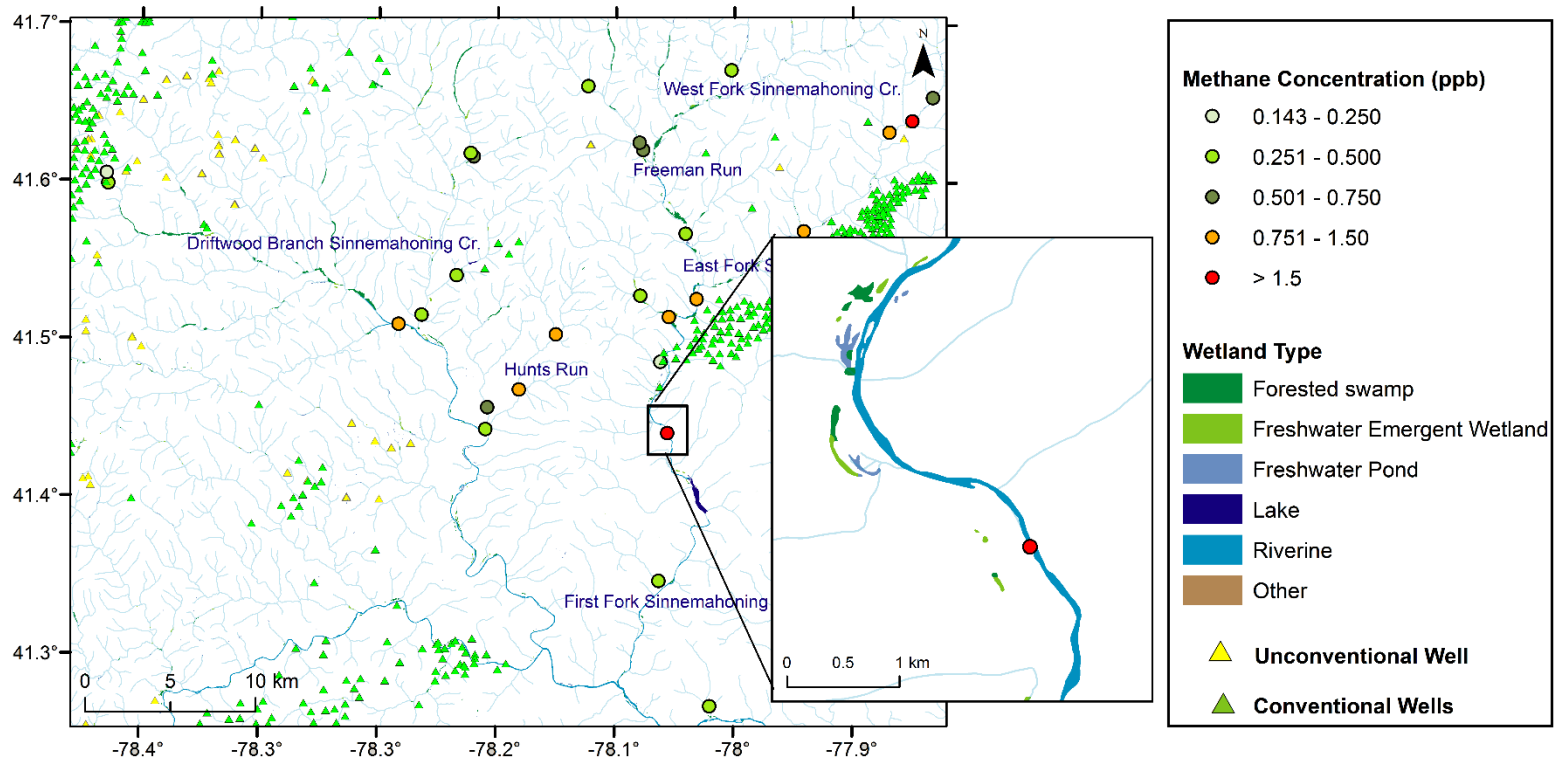 41.7°
41.6°
41.5°
41.4°
41.3°
N
West Fork Sinnemahoning Cr.
Freeman Run
Driftwood Branch Sinnemahoning Cr.
East Fork S
Hunts Run
First Fork Sinnemahoning
0 5 10 km
0 0.5 1 km
-78.4° -78.3° -78.3° -78.2° -78.1° -78° -77.9°
Methane Concentration (ppb)
0.143 - 0.250
0.251 - 0.500
0.501 - 0.750
0.751 - 1.50
> 1.5
Wetland Type
Forested swamp
Freshwater Emergent Wetland
Freshwater Pond
Lake
Riverine
Other
Unconventional Well
Conventional Wells